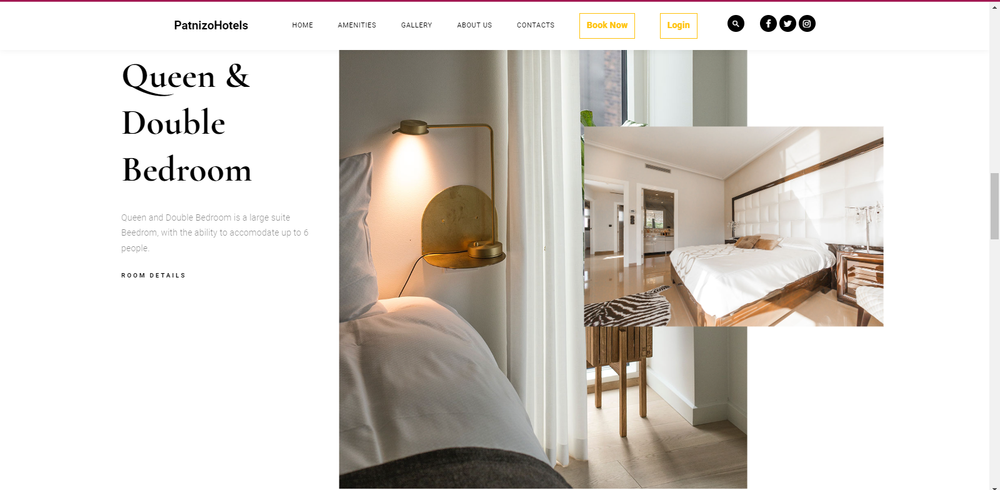 PatnizoHotels HOME AMENITIES GALLERY ABOUT US CONTACTS Book Now Login
Queen &
Double
Bedroom
Queen and Double Bedroom is a large suite
Beedrom, with the ability to accomodate up to 6
people.
ROOM DETAILS